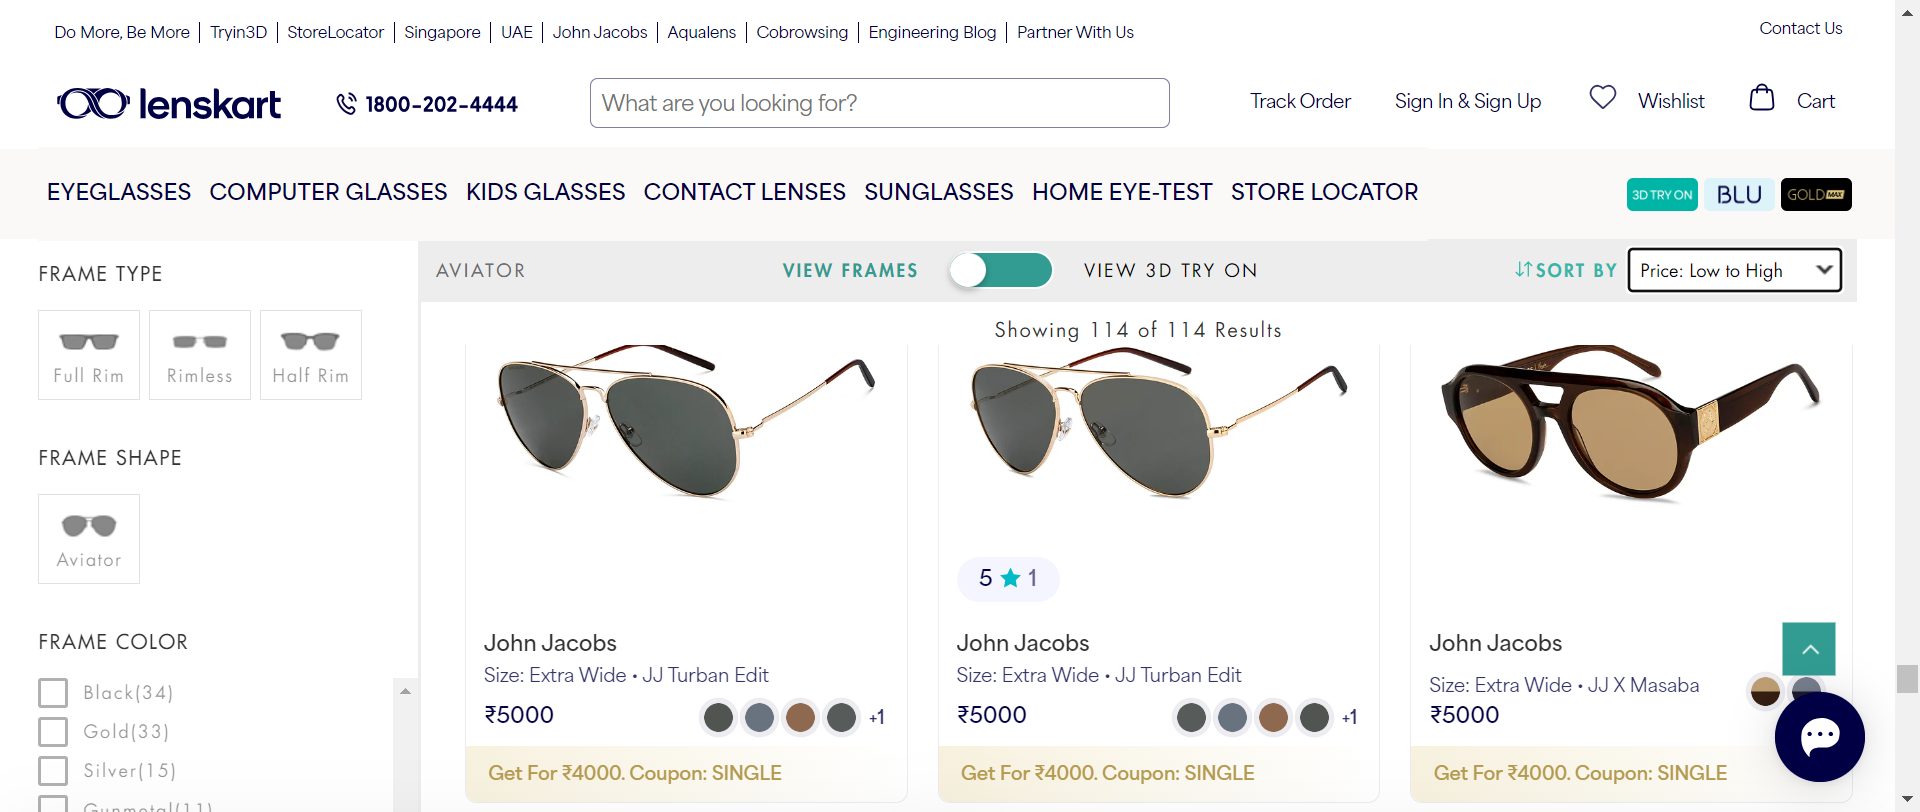 Do More, Be More
Tryin3D
StoreLocator
Singapore
UAE
John Jacobs
Aqualens
Cobrowsing
Engineering Blog
Partner With Us
Contact Us
lenskart
1800-202-4444
What are you looking for?
Track Order
Sign In & Sign Up
Wishlist
Cart
EYEGLASSES
COMPUTER GLASSES
KIDS GLASSES
CONTACT LENSES
SUNGLASSES
HOME EYE-TEST
STORE LOCATOR
3D TRY ON
BLU
GOLD MAX
FRAME TYPE
Full Rim
Rimless
Half Rim
FRAME SHAPE
Aviator
FRAME COLOR
Black(34)
Gold(33)
Silver(15)
Gunmetal(11)
AVIATOR
VIEW FRAMES
VIEW 3D TRY ON
SORT BY
Price: Low to High
Showing 114 of 114 Results
John Jacobs
Size: Extra Wide • JJ Turban Edit
₹5000
+1
Get For ₹4000. Coupon: SINGLE
5 ★ 1
John Jacobs
Size: Extra Wide • JJ Turban Edit
₹5000
+1
Get For ₹4000. Coupon: SINGLE
John Jacobs
Size: Extra Wide • JJ X Masaba
₹5000
Get For ₹4000. Coupon: SINGLE